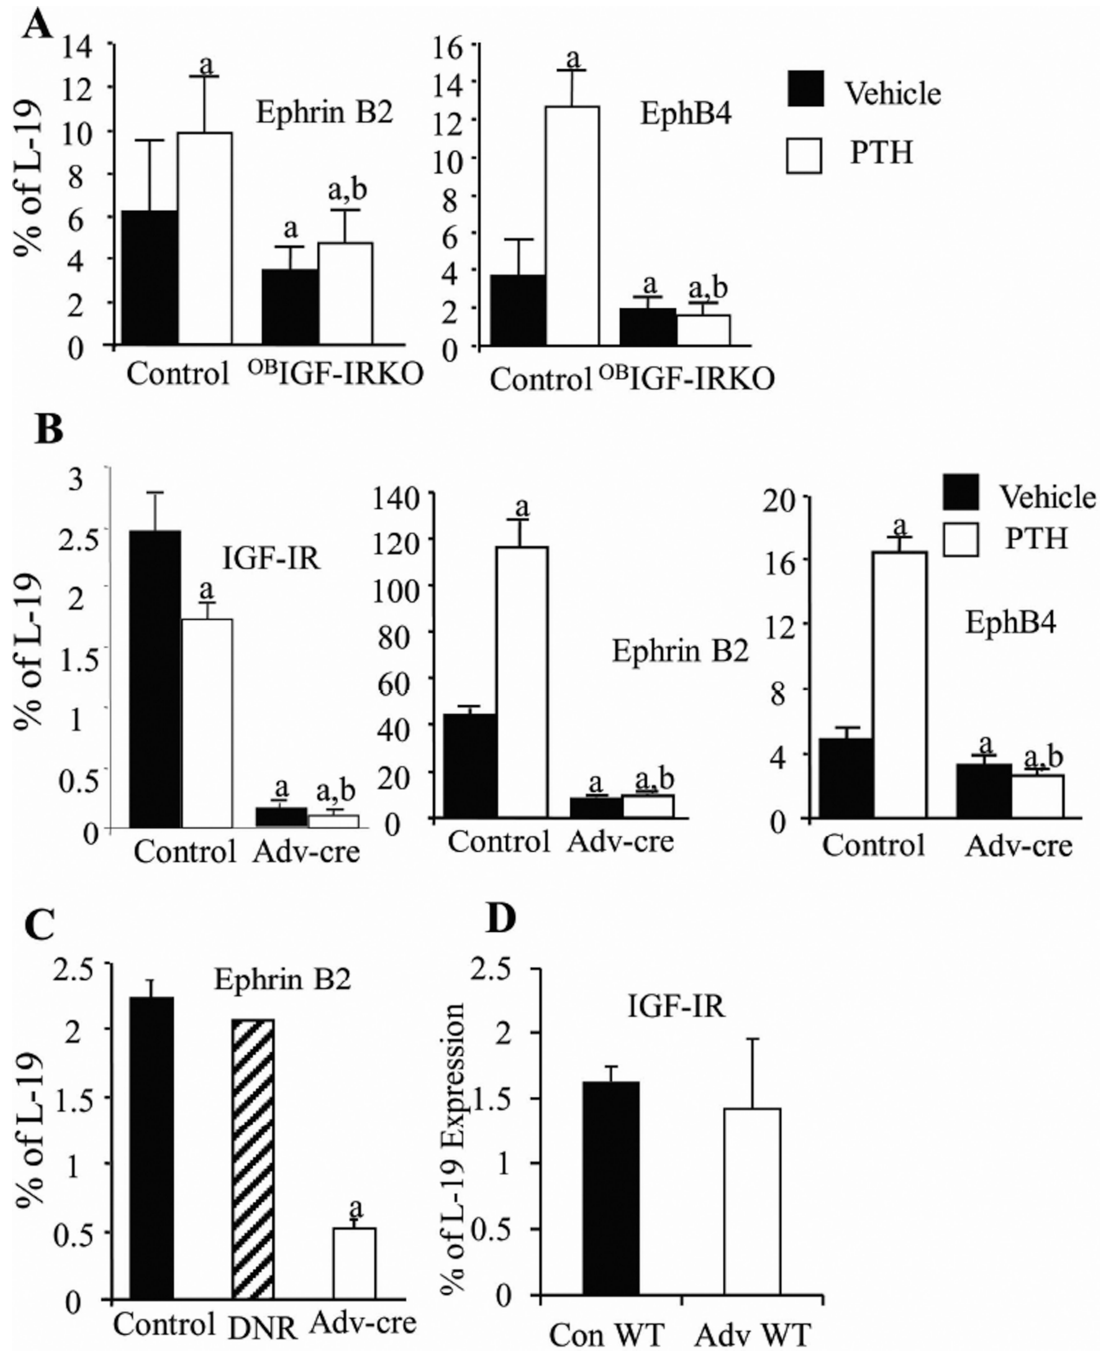 A
% of L-19
14
12
10
8
6
4
2
0
a
a
a,b
Ephrin B2
Control
OBIGF-IRKO
16
14
12
10
8
6
4
2
0
a
a
a,b
EphB4
Control
OBIGF-IRKO
Vehicle
PTH
B
% of L-19
3
2.5
2
1.5
1
0.5
0
a
a
a,b
IGF-IR
Control
Adv-cre
140
120
100
80
60
40
20
0
a
a
a,b
Ephrin B2
Control
Adv-cre
20
16
12
8
4
0
a
a
a,b
EphB4
Control
Adv-cre
Vehicle
PTH
C
% of L-19
2.5
2
1.5
1
0.5
0
Ephrin B2
a
Control
DNR
Adv-cre
D
% of L-19 Expression
2.5
2
1.5
1
0.5
0
IGF-IR
Con WT
Adv WT